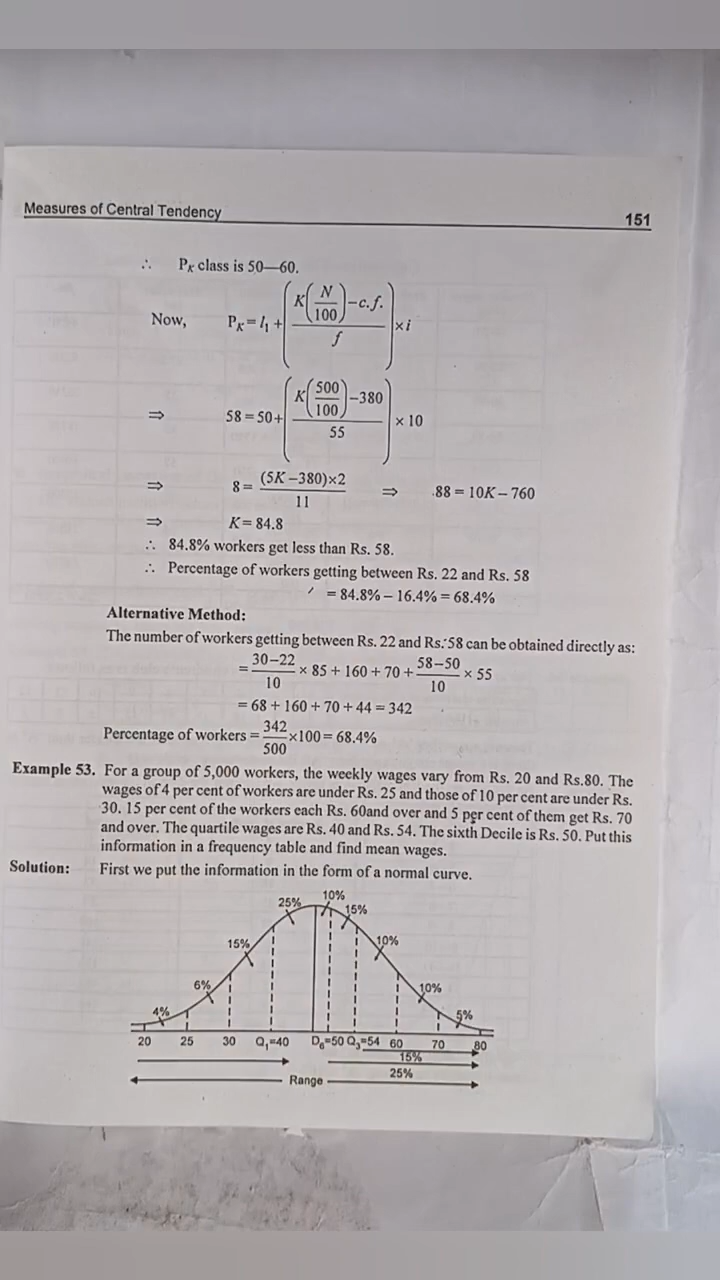 Measures of Central Tendency 151
∴ P_K class is 50—60.
Now, P_K = l₁ + ((K(N/100) – c.f.)/f) × i
⇒ 58 = 50 + ((K(500/100) – 380)/55) × 10
⇒ 8 = (5K – 380)×2/11 ⇒ 88 = 10K – 760
⇒ K = 84.8
∴ 84.8% workers get less than Rs. 58.
∴ Percentage of workers getting between Rs. 22 and Rs. 58
= 84.8% – 16.4% = 68.4%
Alternative Method:
The number of workers getting between Rs. 22 and Rs. 58 can be obtained directly as:
= (30–22)/10 × 85 + 160 + 70 + (58–50)/10 × 55
= 68 + 160 + 70 + 44 = 342
Percentage of workers = 342/500 × 100 = 68.4%
Example 53. For a group of 5,000 workers, the weekly wages vary from Rs. 20 and Rs.80. The
wages of 4 per cent of workers are under Rs. 25 and those of 10 per cent are under Rs.
30. 15 per cent of the workers each Rs. 60and over and 5 per cent of them get Rs. 70
and over. The quartile wages are Rs. 40 and Rs. 54. The sixth Decile is Rs. 50. Put this
information in a frequency table and find mean wages.
Solution: First we put the information in the form of a normal curve.
4% 6% 15% 25% 10% 15% 10% 10% 5%
20 25 30 Q₁=40 D₆=50 Q₃=54 60 70 80
15%
25%
Range